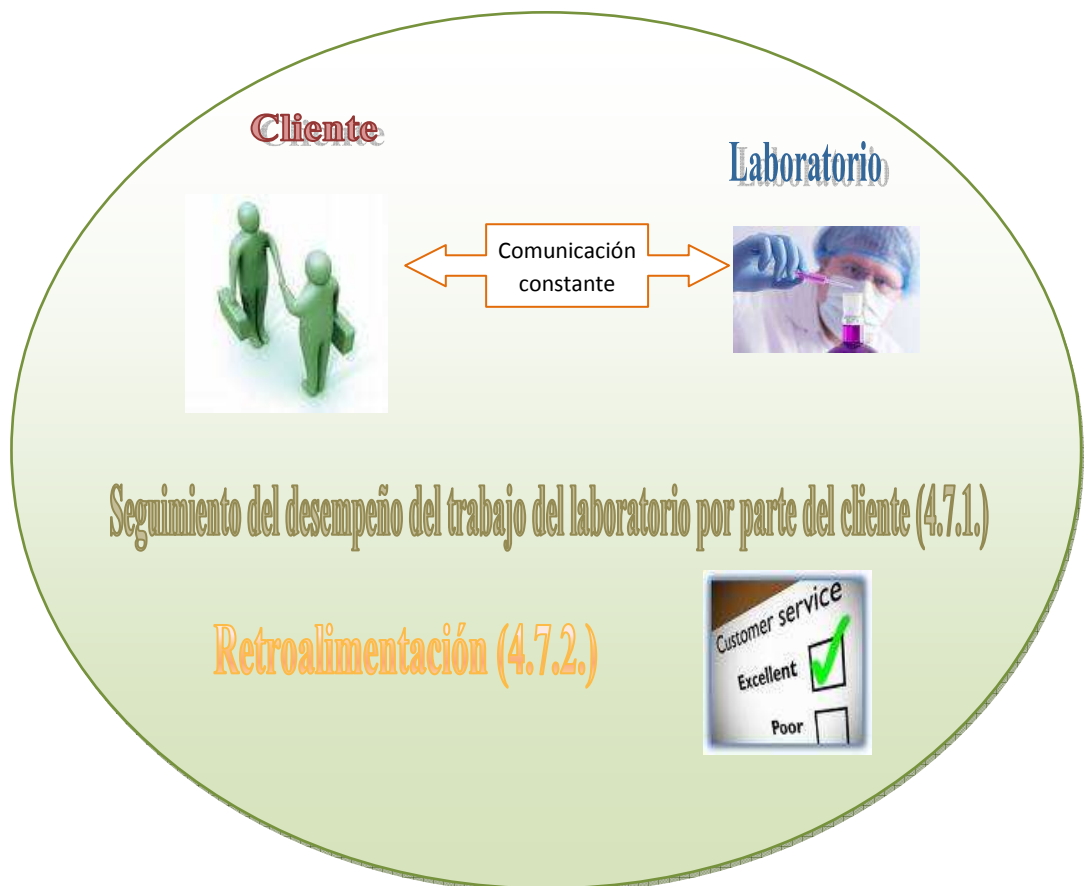 Cliente
Laboratorio
Comunicación
constante
Seguimiento del desempeño del trabajo del laboratorio por parte del cliente (4.7.1.)
Retroalimentación (4.7.2.)
Customer service
Excellent
Poor